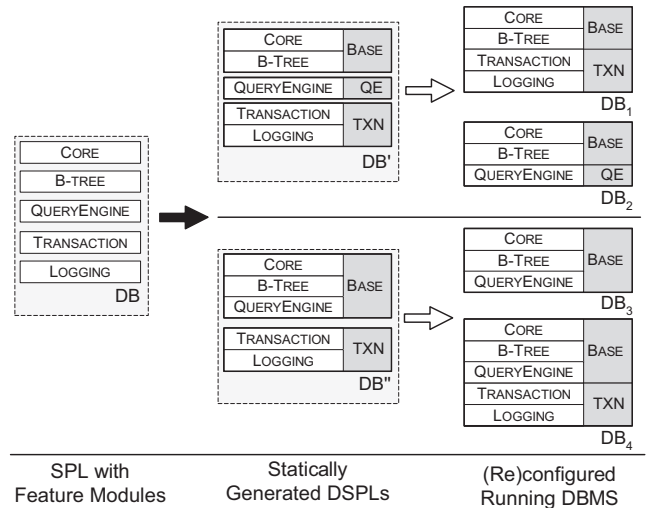 CORE
B-TREE
QUERYENGINE
TRANSACTION
LOGGING
DB
CORE
B-TREE
BASE
QUERYENGINE QE
TRANSACTION
LOGGING
TXN
DB'
CORE
B-TREE
QUERYENGINE
BASE
TRANSACTION
LOGGING
TXN
DB"
CORE
B-TREE
BASE
TRANSACTION
LOGGING
TXN
DB1
CORE
B-TREE
BASE
QUERYENGINE QE
DB2
CORE
B-TREE
QUERYENGINE
BASE
DB3
CORE
B-TREE
QUERYENGINE
BASE
TRANSACTION
LOGGING
TXN
DB4
SPL with
Feature Modules
Statically
Generated DSPLs
(Re)configured
Running DBMS